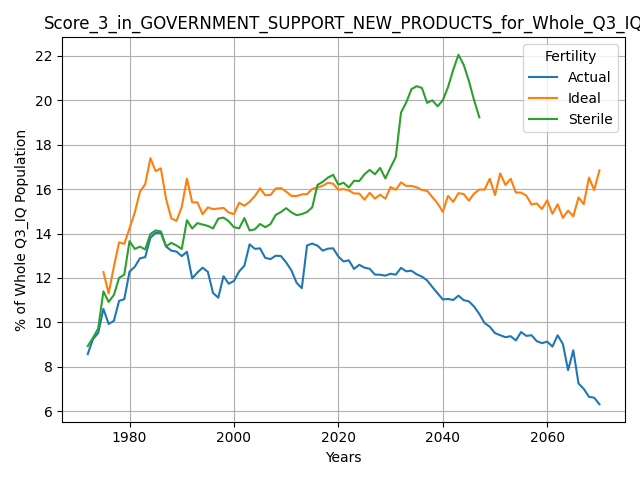 Score_3_in_GOVERNMENT_SUPPORT_NEW_PRODUCTS_for_Whole_Q3_IQ
Fertility
Actual
Ideal
Sterile
% of Whole Q3_IQ Population
22
20
18
16
14
12
10
8
6
1980
2000
2020
2040
2060
Years